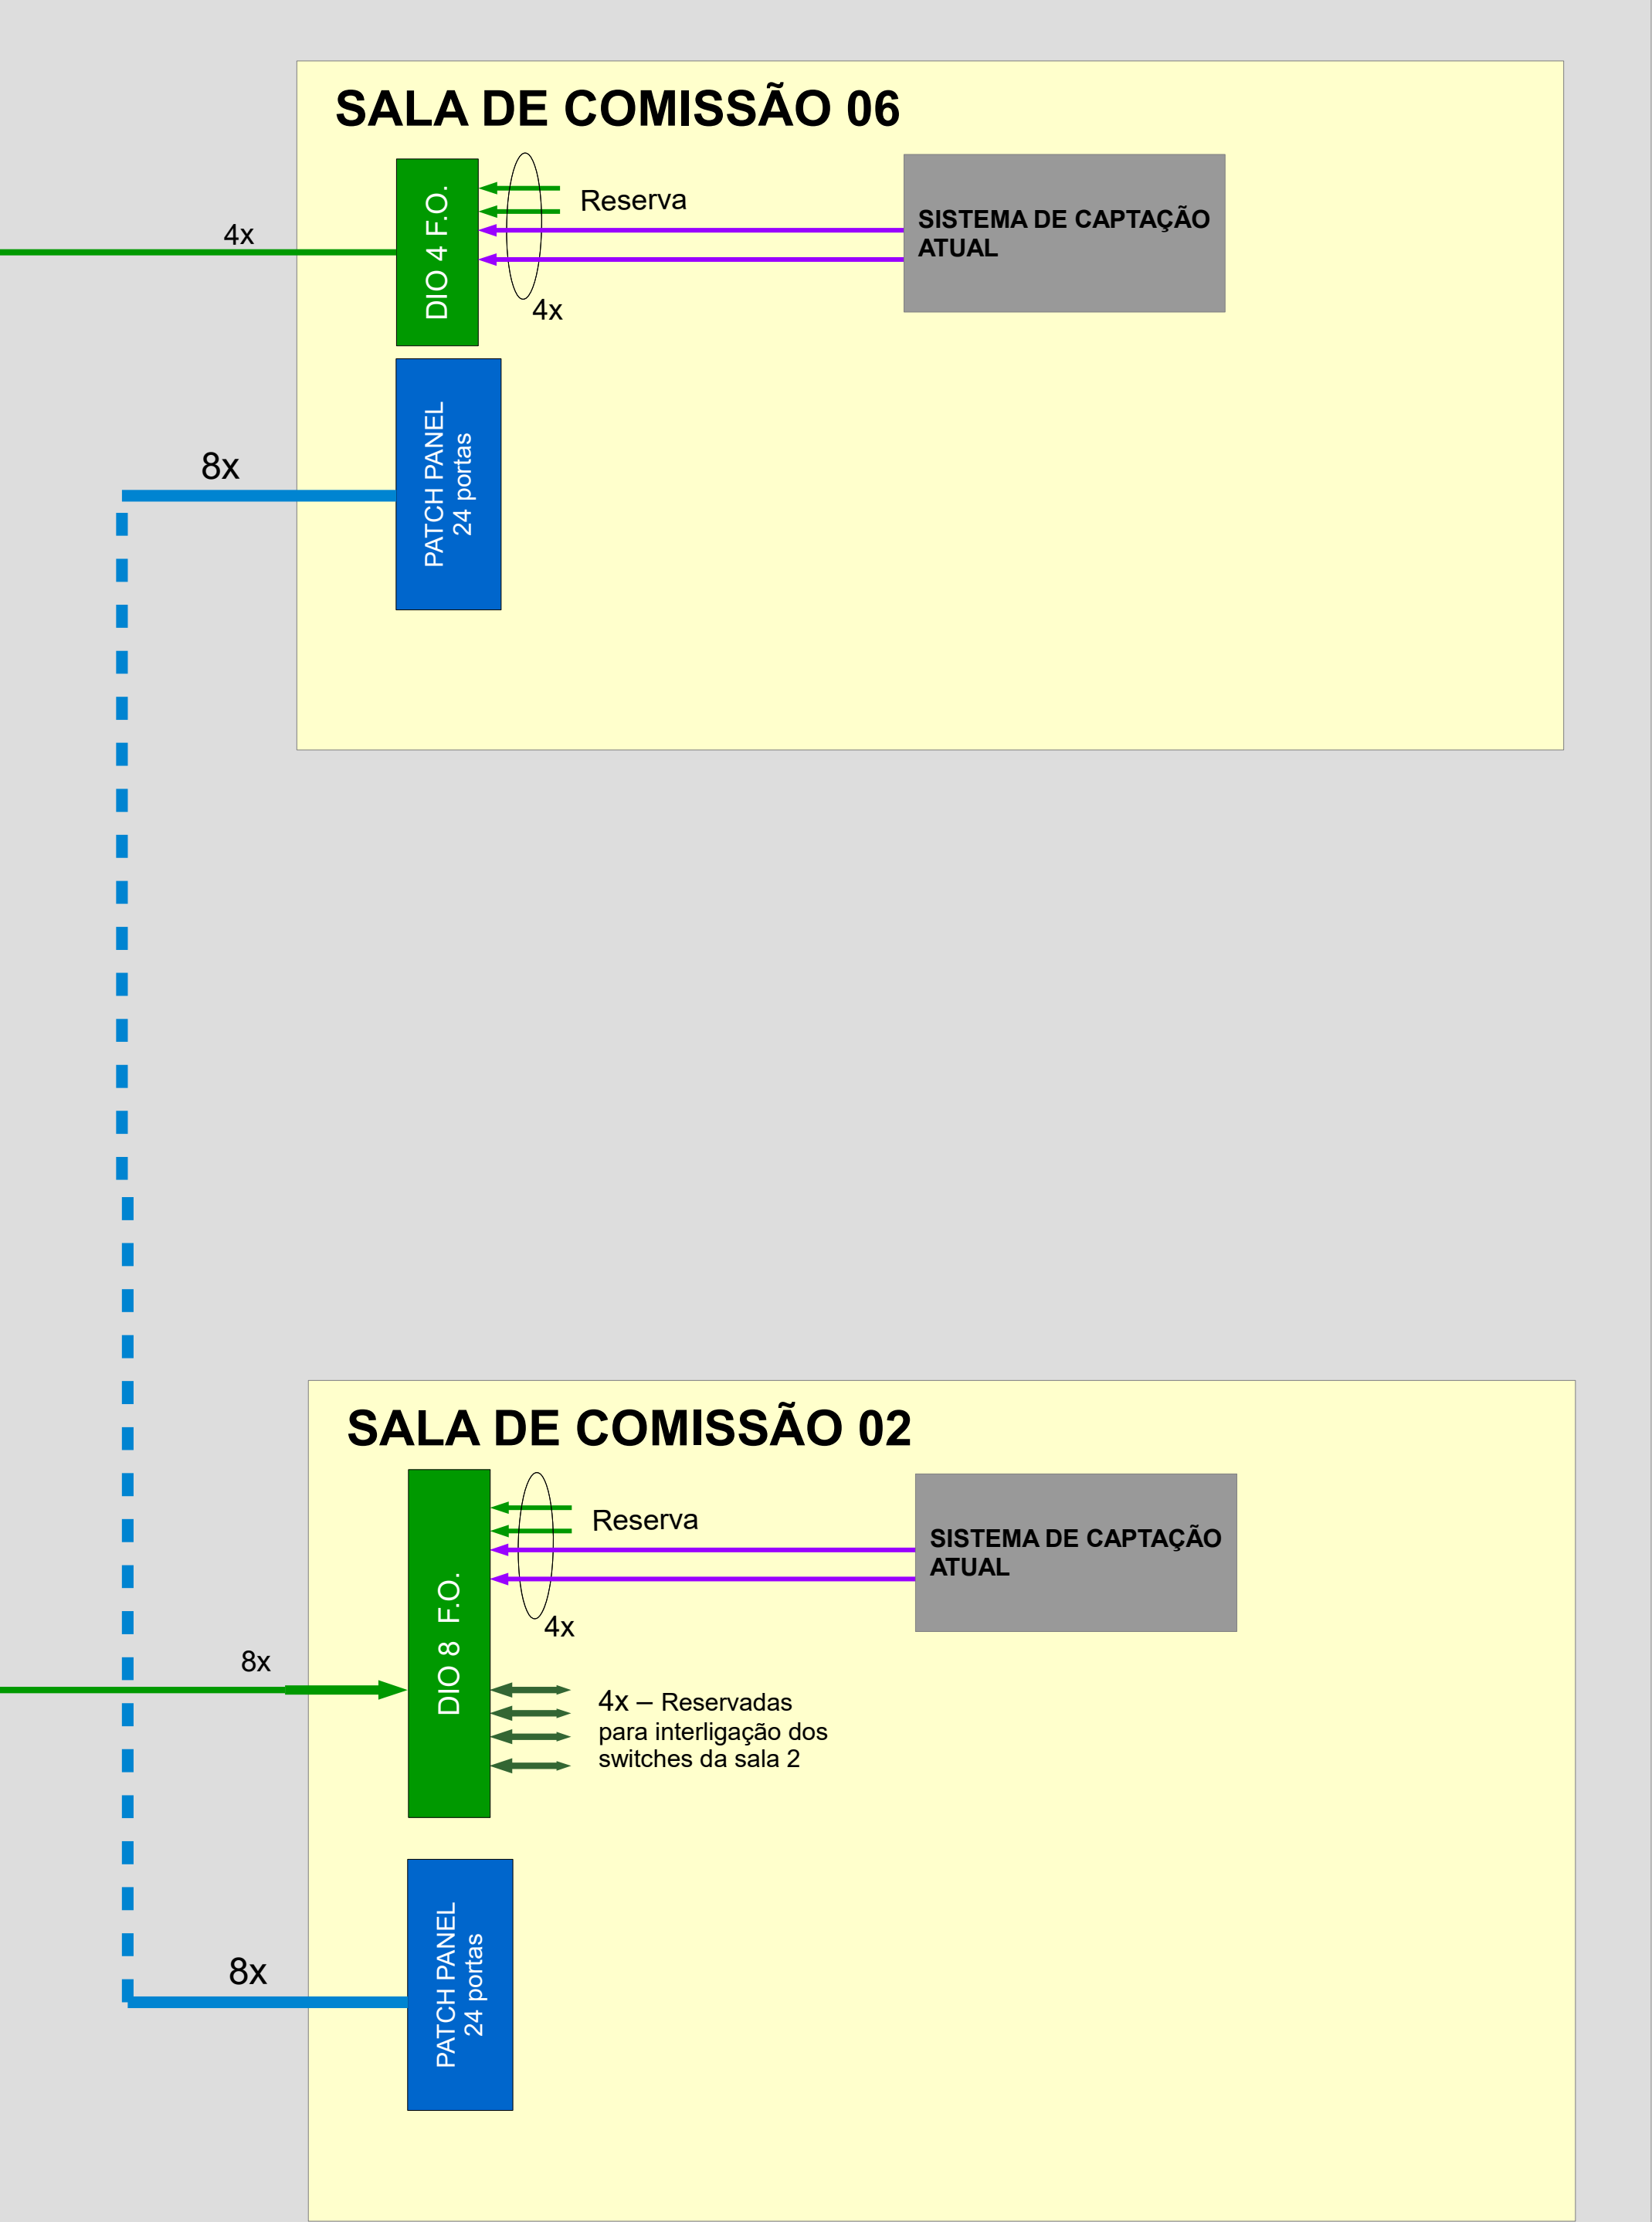 SALA DE COMISSÃO 06
DIO 4 F.O.
Reserva
SISTEMA DE CAPTAÇÃO
ATUAL
4x
4x
PATCH PANEL
24 portas
8x
SALA DE COMISSÃO 02
DIO 8 F.O.
Reserva
SISTEMA DE CAPTAÇÃO
ATUAL
4x
8x
4x – Reservadas
para interligação dos
switches da sala 2
PATCH PANEL
24 portas
8x